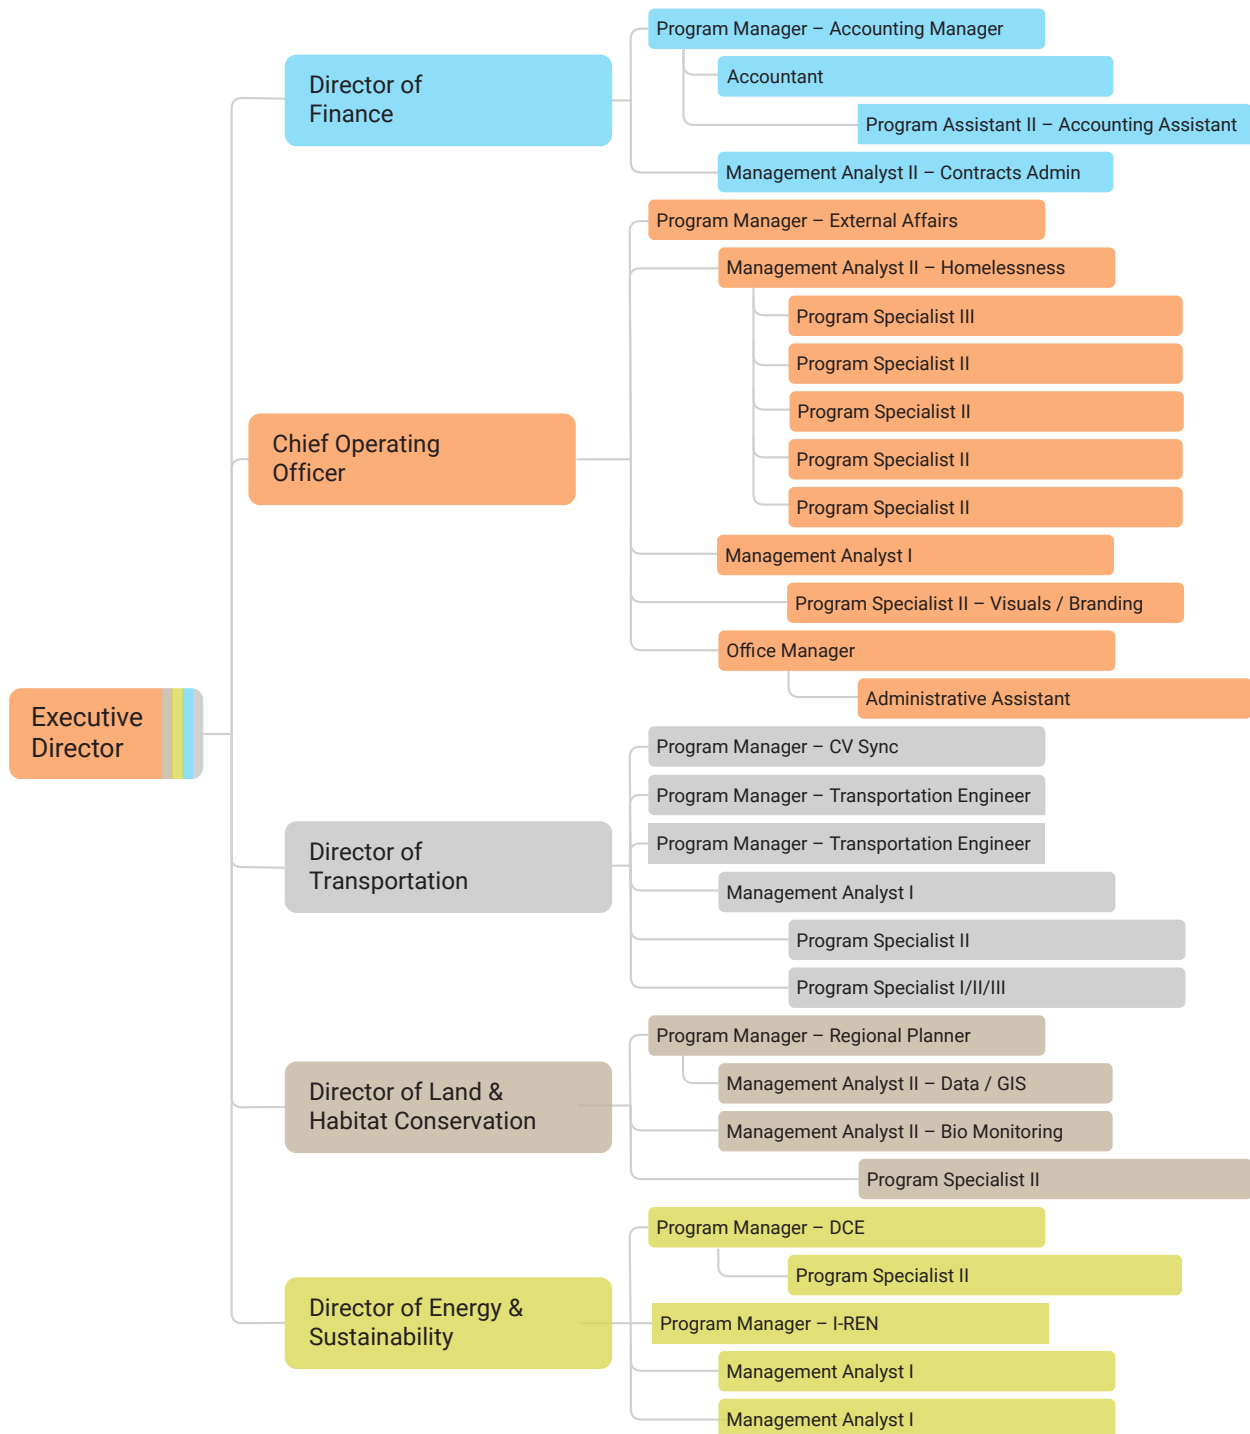 Program Manager – Accounting Manager
Accountant
Director of
Finance
Program Assistant II – Accounting Assistant
Management Analyst II – Contracts Admin
Program Manager – External Affairs
Management Analyst II – Homelessness
Program Specialist III
Program Specialist II
Program Specialist II
Chief Operating
Officer
Program Specialist II
Program Specialist II
Management Analyst I
Program Specialist II – Visuals / Branding
Office Manager
Administrative Assistant
Executive
Director
Program Manager – CV Sync
Program Manager – Transportation Engineer
Program Manager – Transportation Engineer
Director of
Transportation
Management Analyst I
Program Specialist II
Program Specialist I/II/III
Program Manager – Regional Planner
Management Analyst II – Data / GIS
Director of Land &
Habitat Conservation
Management Analyst II – Bio Monitoring
Program Specialist II
Program Manager – DCE
Program Specialist II
Director of Energy &
Sustainability
Program Manager – I-REN
Management Analyst I
Management Analyst I